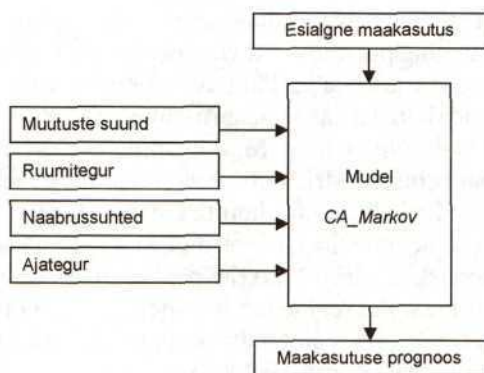 Esialgne maakasutus
Muutuste suund
Ruumitegur
Naabrussuhted
Ajategur
Mudel
CA_Markov
Maakasutuse prognoos